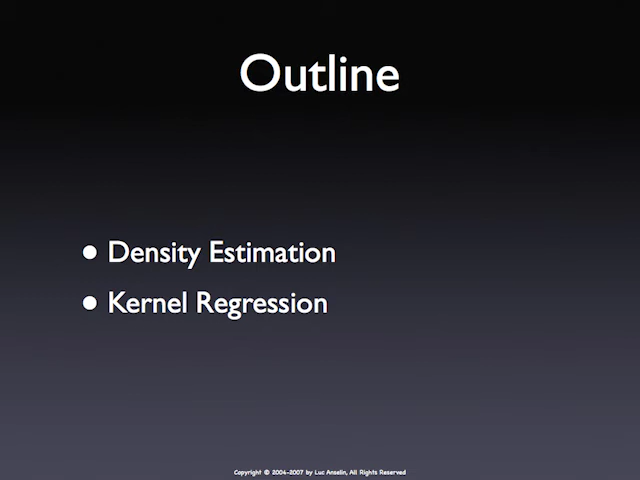 Outline
• Density Estimation
• Kernel Regression
Copyright © 2004-2007 by Luc Anselin, All Rights Reserved